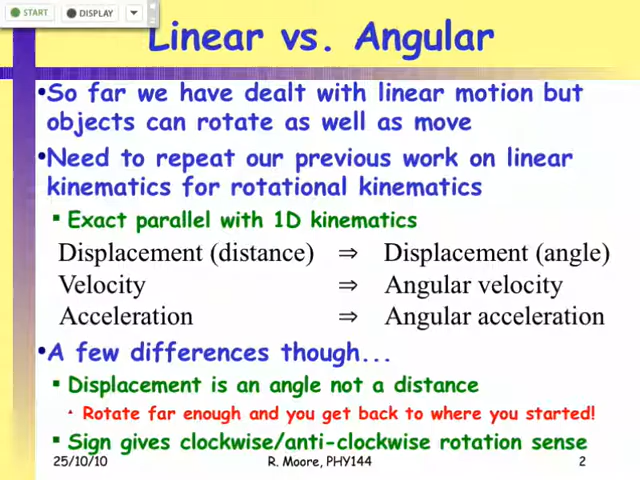 START DISPLAY
Linear vs. Angular
•So far we have dealt with linear motion but
objects can rotate as well as move
•Need to repeat our previous work on linear
kinematics for rotational kinematics
▪ Exact parallel with 1D kinematics
Displacement (distance) ⇒ Displacement (angle)
Velocity ⇒ Angular velocity
Acceleration ⇒ Angular acceleration
•A few differences though...
▪ Displacement is an angle not a distance
▴ Rotate far enough and you get back to where you started!
▪ Sign gives clockwise/anti-clockwise rotation sense
25/10/10 R. Moore, PHY144 2